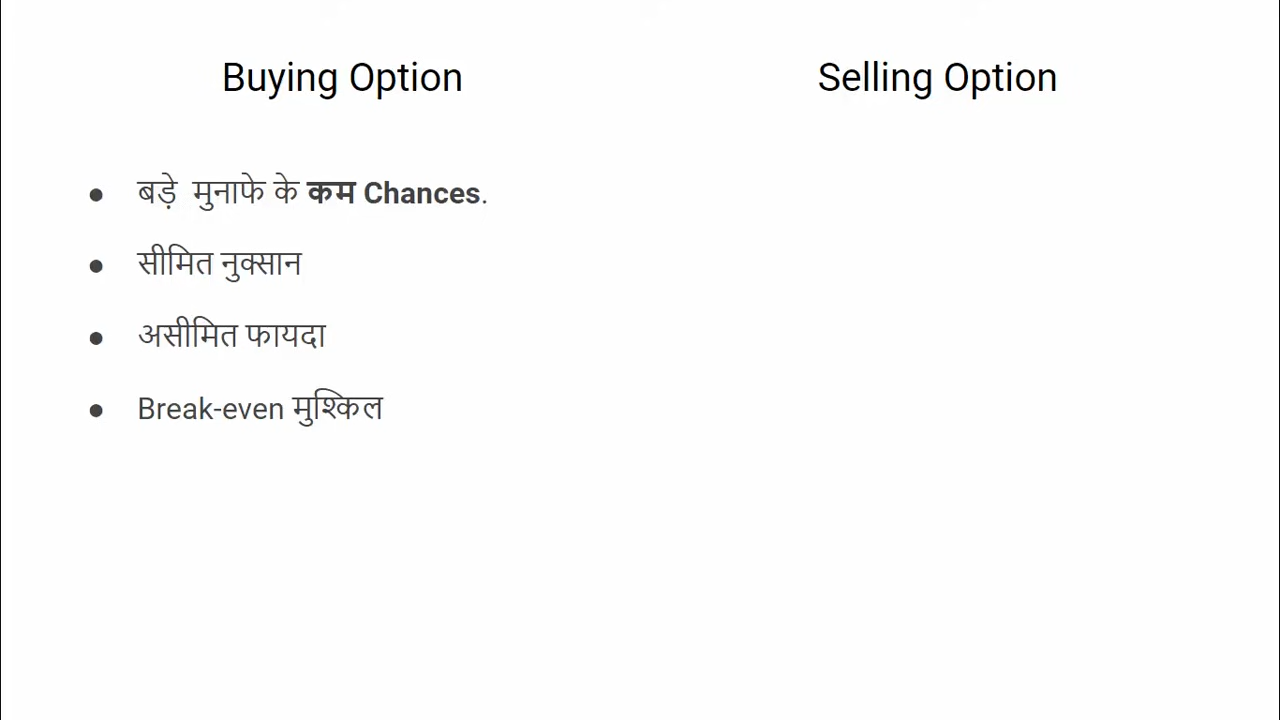 Buying Option
Selling Option
● बड़े मुनाफे के कम Chances.
● सीमित नुक्सान
● असीमित फायदा
● Break-even मुश्किल